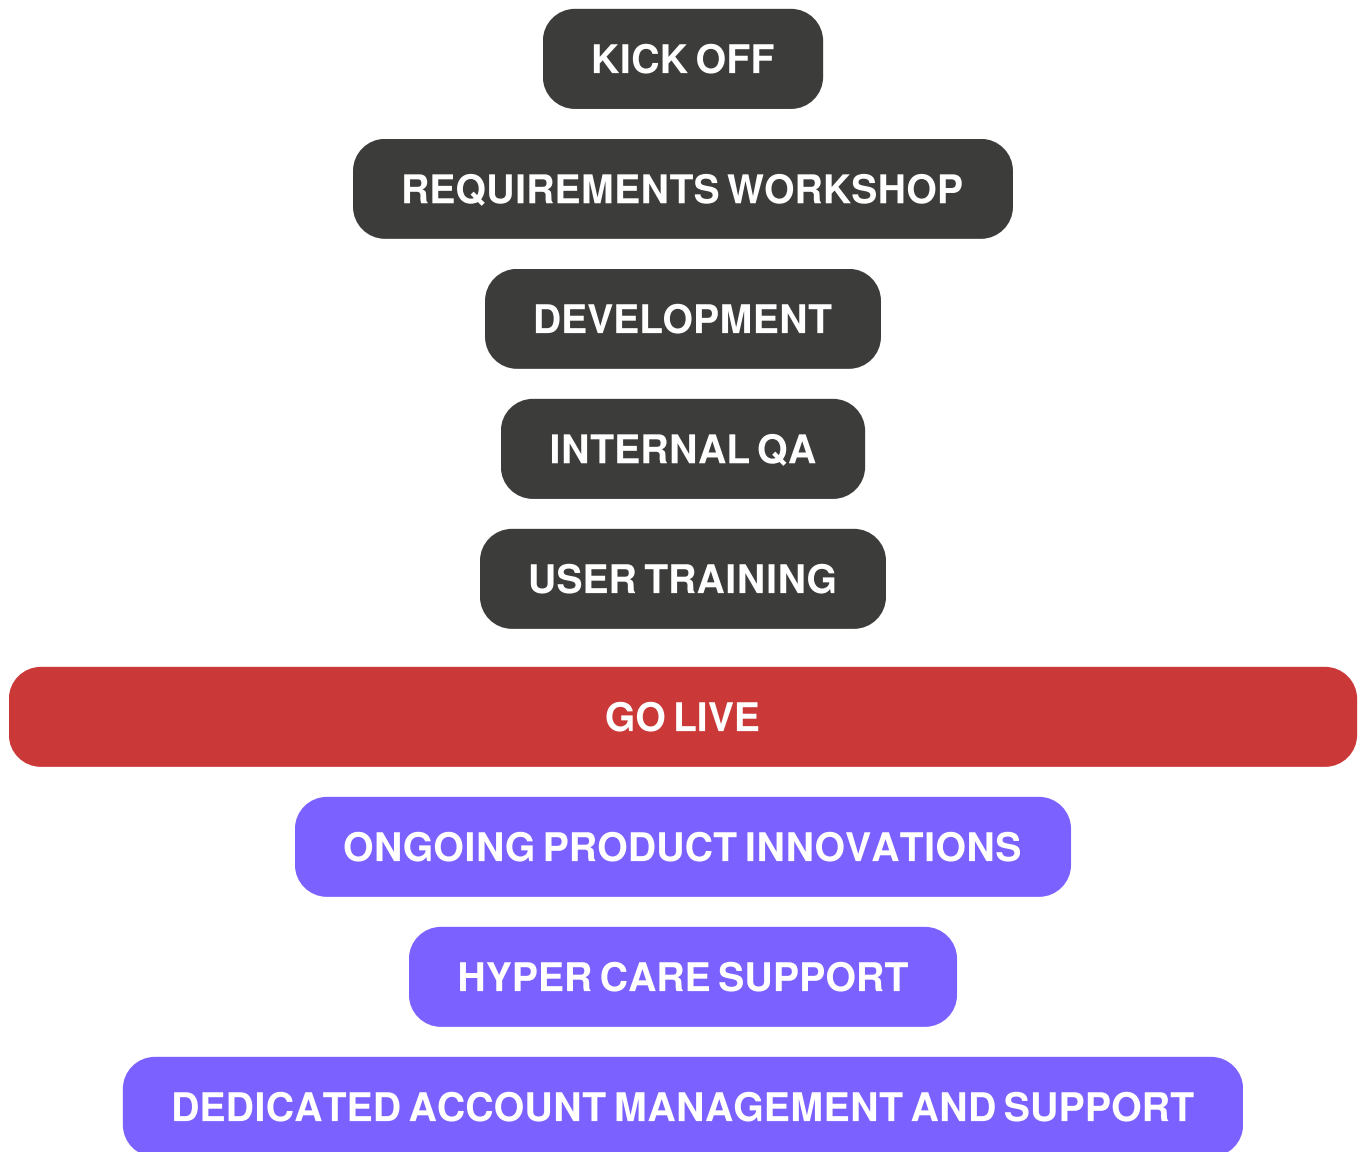 KICK OFF
REQUIREMENTS WORKSHOP
DEVELOPMENT
INTERNAL QA
USER TRAINING
GO LIVE
ONGOING PRODUCT INNOVATIONS
HYPER CARE SUPPORT
DEDICATED ACCOUNT MANAGEMENT AND SUPPORT